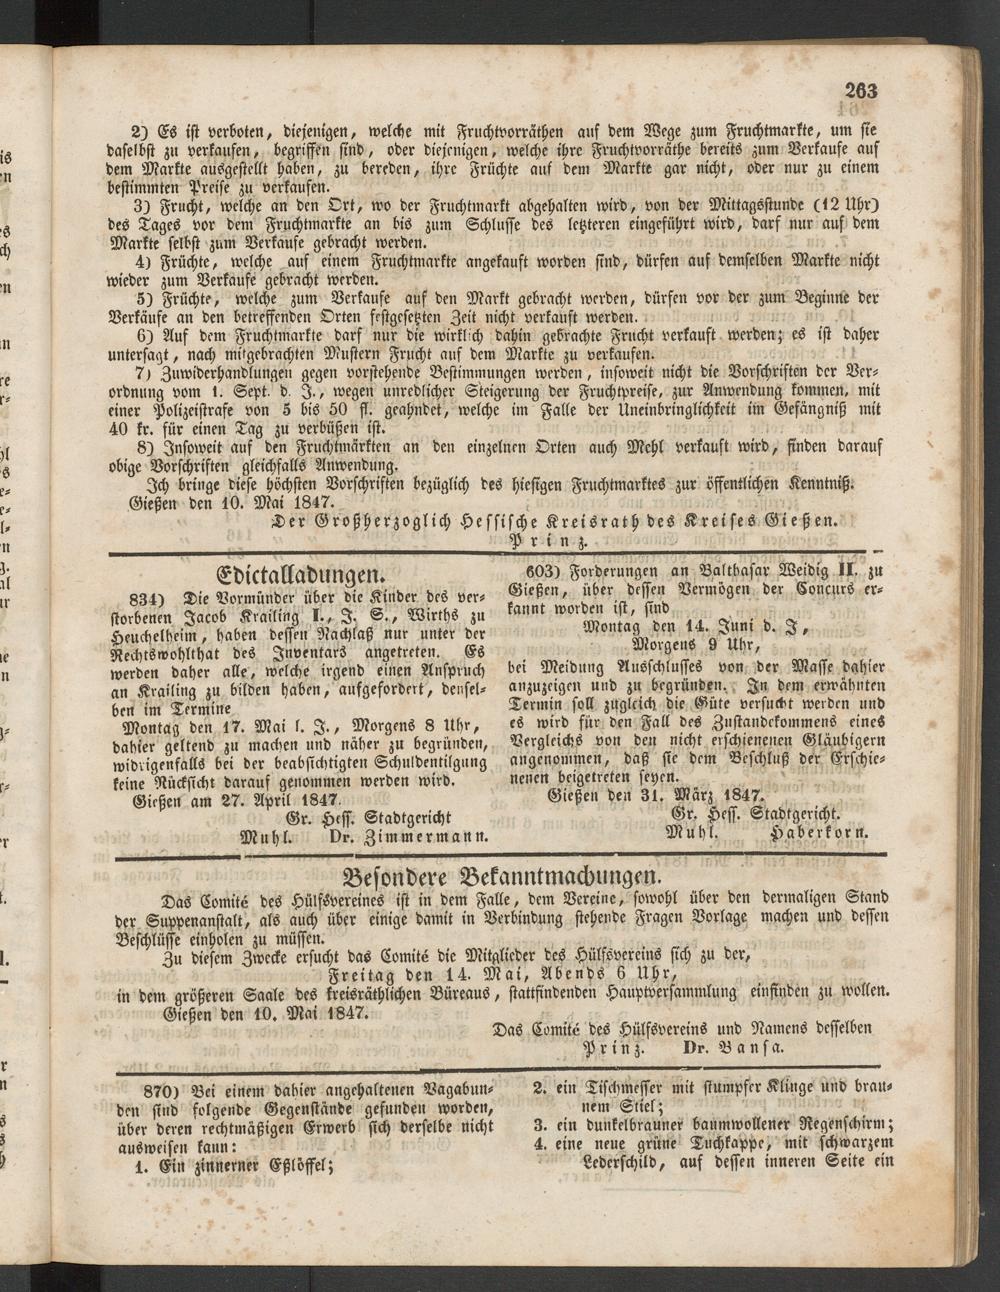 263
2) Es ist verboten, diejenigen, welche mit Fruchtvorräthen auf dem Wege zum Fruchtmarkte, um sie
daselbst zu verkaufen, begriffen sind, oder diejenigen, welche ihre Fruchtvorräthe bereits zum Verkaufe auf
dem Markte ausgestellt haben, zu bereden, ihre Früchte auf dem Markte gar nicht, oder nur zu einem
bestimmten Preise zu verkaufen.
3) Frucht, welche an den Ort, wo der Fruchtmarkt abgehalten wird, von der Mittagsstunde (12 Uhr)
des Tages vor dem Fruchtmarkte an bis zum Schlusse des letzteren eingeführt wird, darf nur auf dem
Markte selbst zum Verkaufe gebracht werden.
4) Früchte, welche auf einem Fruchtmarkte angekauft worden sind, dürfen auf demselben Markte nicht
wieder zum Verkaufe gebracht werden.
5) Früchte, welche zum Verkaufe auf den Markt gebracht werden, dürfen vor der zum Beginne der
Verkäufe an den betreffenden Orten festgesetzten Zeit nicht verkauft werden.
6) Auf dem Fruchtmarkte darf nur die wirklich dahin gebrachte Frucht verkauft werden; es ist daher
untersagt, nach mitgebrachten Mustern Frucht auf dem Markte zu verkaufen.
7) Zuwiderhandlungen gegen vorstehende Bestimmungen werden, insoweit nicht die Vorschriften der Ver-
ordnung vom 1. Sept. d. J., wegen unredlicher Steigerung der Fruchtpreise, zur Anwendung kommen, mit
einer Polizeistrafe von 5 bis 50 fl. geahndet, welche im Falle der Uneinbringlichkeit im Gefängniß mit
40 kr. für einen Tag zu verbüßen ist.
8) Insoweit auf den Fruchtmärkten an den einzelnen Orten auch Mehl verkauft wird, finden darauf
obige Vorschriften gleichfalls Anwendung.
Ich bringe diese höchsten Vorschriften bezüglich des hiesigen Fruchtmarktes zur öffentlichen Kenntniß.
Gießen den 10. Mai 1847.
Der Großherzoglich Hessische Kreisrath des Kreises Gießen.
Prinz.
Edictalladungen.
834) Die Vormünder über die Kinder des ver-
storbenen Jacob Krailing I., J. S., Wirths zu
Heuchelheim, haben dessen Nachlaß nur unter der
Rechtswohlthat des Inventars angetreten. Es
werden daher alle, welche irgend einen Anspruch
an Krailing zu bilden haben, aufgefordert, densel-
ben im Termine
Montag den 17. Mai l. J., Morgens 8 Uhr,
dahier geltend zu machen und näher zu begründen,
widrigenfalls bei der beabsichtigten Schuldentilgung
keine Rücksicht darauf genommen werden wird.
Gießen am 27. April 1847.
Gr. Hess. Stadtgericht
Muhl. Dr. Zimmermann.
603) Forderungen an Balthasar Weidig II. zu
Gießen, über dessen Vermögen der Concurs er-
kannt worden ist, sind
Montag den 14. Juni d. J,
Morgens 9 Uhr,
bei Meidung Ausschlusses von der Masse dahier
anzuzeigen und zu begründen. In dem erwähnten
Termin soll zugleich die Güte versucht werden und
es wird für den Fall des Zustandekommens eines
Vergleichs von den nicht erschienenen Gläubigern
angenommen, daß sie dem Beschluß der Erschie-
nenen beigetreten seyen.
Gießen den 31. März 1847.
Gr. Hess. Stadtgericht.
Muhl. Haberkorn.
Besondere Bekanntmachungen.
Das Comité des Hülfsvereines ist in dem Falle, dem Vereine, sowohl über den dermaligen Stand
der Suppenanstalt, als auch über einige damit in Verbindung stehende Fragen Vorlage machen und dessen
Beschlüsse einholen zu müssen.
Zu diesem Zwecke ersucht das Comité die Mitglieder des Hülfsvereins sich zu der,
Freitag den 14. Mai, Abends 6 Uhr,
in dem größeren Saale des kreisräthlichen Büreaus, stattfindenden Hauptversammlung einfinden zu wollen.
Gießen den 10. Mai 1847.
Das Comité des Hülfsvereins und Namens desselben
Prinz. Dr. Bansa.
870) Bei einem dahier angehaltenen Vagabun-
den sind folgende Gegenstände gefunden worden,
über deren rechtmäßigen Erwerb sich derselbe nicht
ausweisen kann:
1. Ein zinnerner Eßlöffel;
2. ein Tischmesser mit stumpfer Klinge und brau-
nem Stiel;
3. ein dunkelbrauner baumwollener Regenschirm;
4. eine neue grüne Tuchkappe, mit schwarzem
Lederschild, auf dessen inneren Seite ein